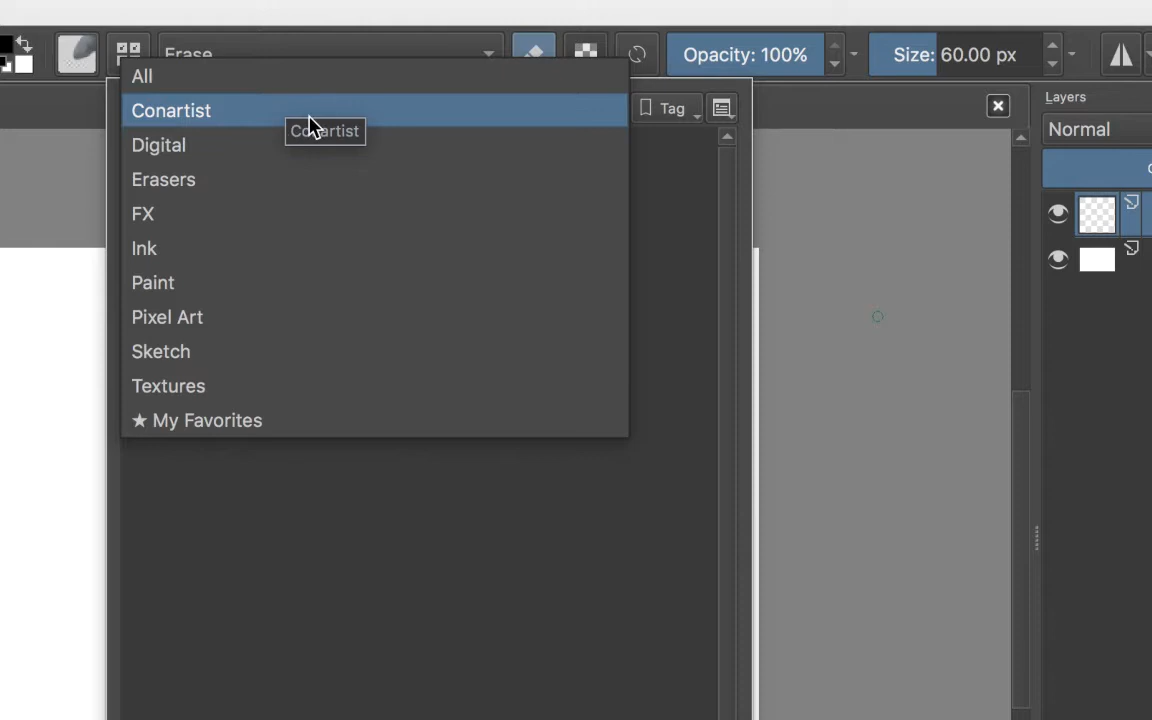 Erase
Opacity: 100%
Size: 60.00 px
All
Conartist
Tag
Layers
Digital
Normal
Erasers
FX
Ink
Paint
Pixel Art
Sketch
Textures
★ My Favorites